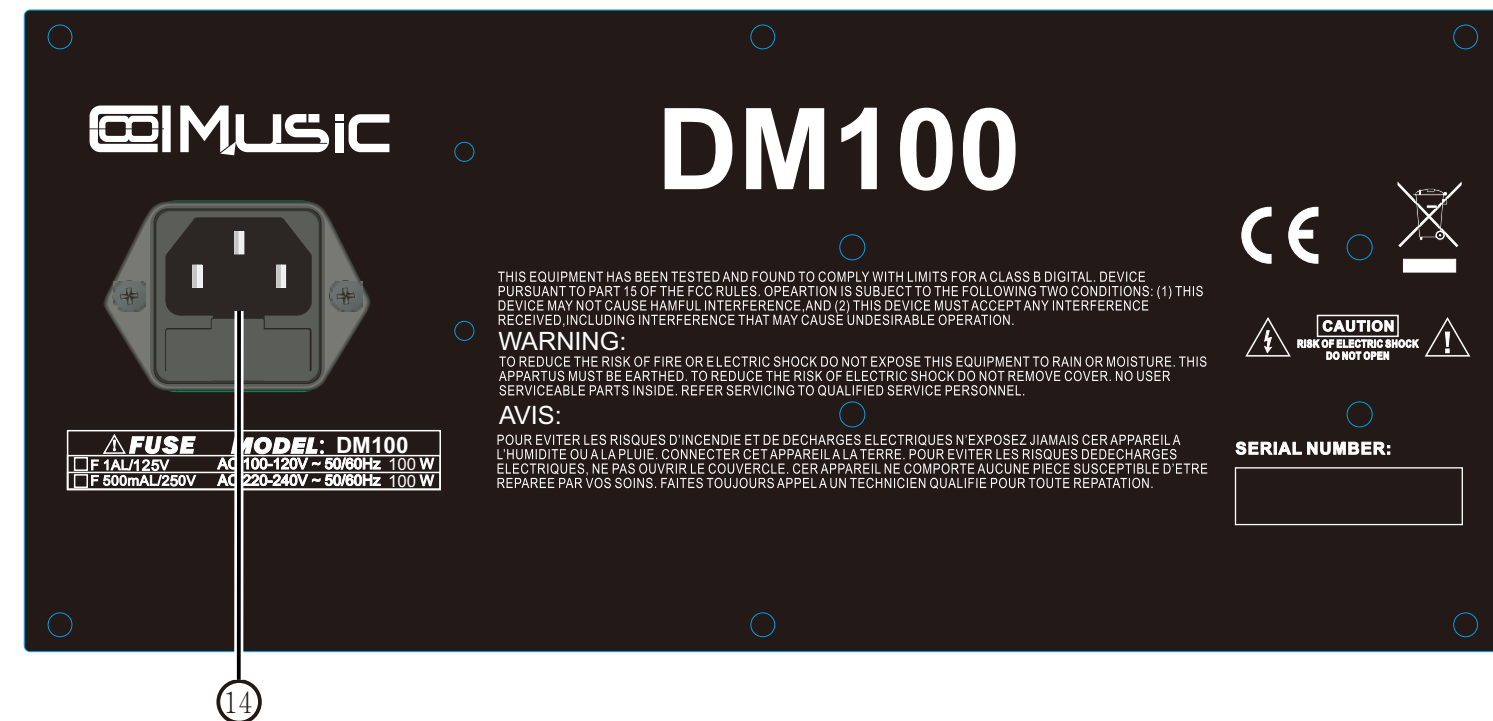 CoolMusic
DM100
THIS EQUIPMENT HAS BEEN TESTED AND FOUND TO COMPLY WITH LIMITS FOR A CLASS B DIGITAL. DEVICE
PURSUANT TO PART 15 OF THE FCC RULES. OPEARTION IS SUBJECT TO THE FOLLOWING TWO CONDITIONS: (1) THIS
DEVICE MAY NOT CAUSE HAMFUL INTERFERENCE,AND (2) THIS DEVICE MUST ACCEPT ANY INTERFERENCE
RECEIVED,INCLUDING INTERFERENCE THAT MAY CAUSE UNDESIRABLE OPERATION.
WARNING:
TO REDUCE THE RISK OF FIRE OR ELECTRIC SHOCK DO NOT EXPOSE THIS EQUIPMENT TO RAIN OR MOISTURE. THIS
APPARTUS MUST BE EARTHED. TO REDUCE THE RISK OF ELECTRIC SHOCK DO NOT REMOVE COVER. NO USER
SERVICEABLE PARTS INSIDE. REFER SERVICING TO QUALIFIED SERVICE PERSONNEL.
AVIS:
POUR EVITER LES RISQUES D'INCENDIE ET DE DECHARGES ELECTRIQUES N'EXPOSEZ JIAMAIS CER APPAREIL A
L'HUMIDITE OU A LA PLUIE. CONNECTER CET APPAREIL A LA TERRE. POUR EVITER LES RISQUES DEDECHARGES
ELECTRIQUES, NE PAS OUVRIR LE COUVERCLE. CER APPAREIL NE COMPORTE AUCUNE PIECE SUSCEPTIBLE D'ETRE
REPAREE PAR VOS SOINS. FAITES TOUJOURS APPEL A UN TECHNICIEN QUALIFIE POUR TOUTE REPATATION.
CE
CAUTION
RISK OF ELECTRIC SHOCK
DO NOT OPEN
SERIAL NUMBER:
FUSE MODEL: DM100
F 1AL/125V AC 100-120V ~ 50/60Hz 100 W
F 500mAL/250V AC 220-240V ~ 50/60Hz 100 W
14